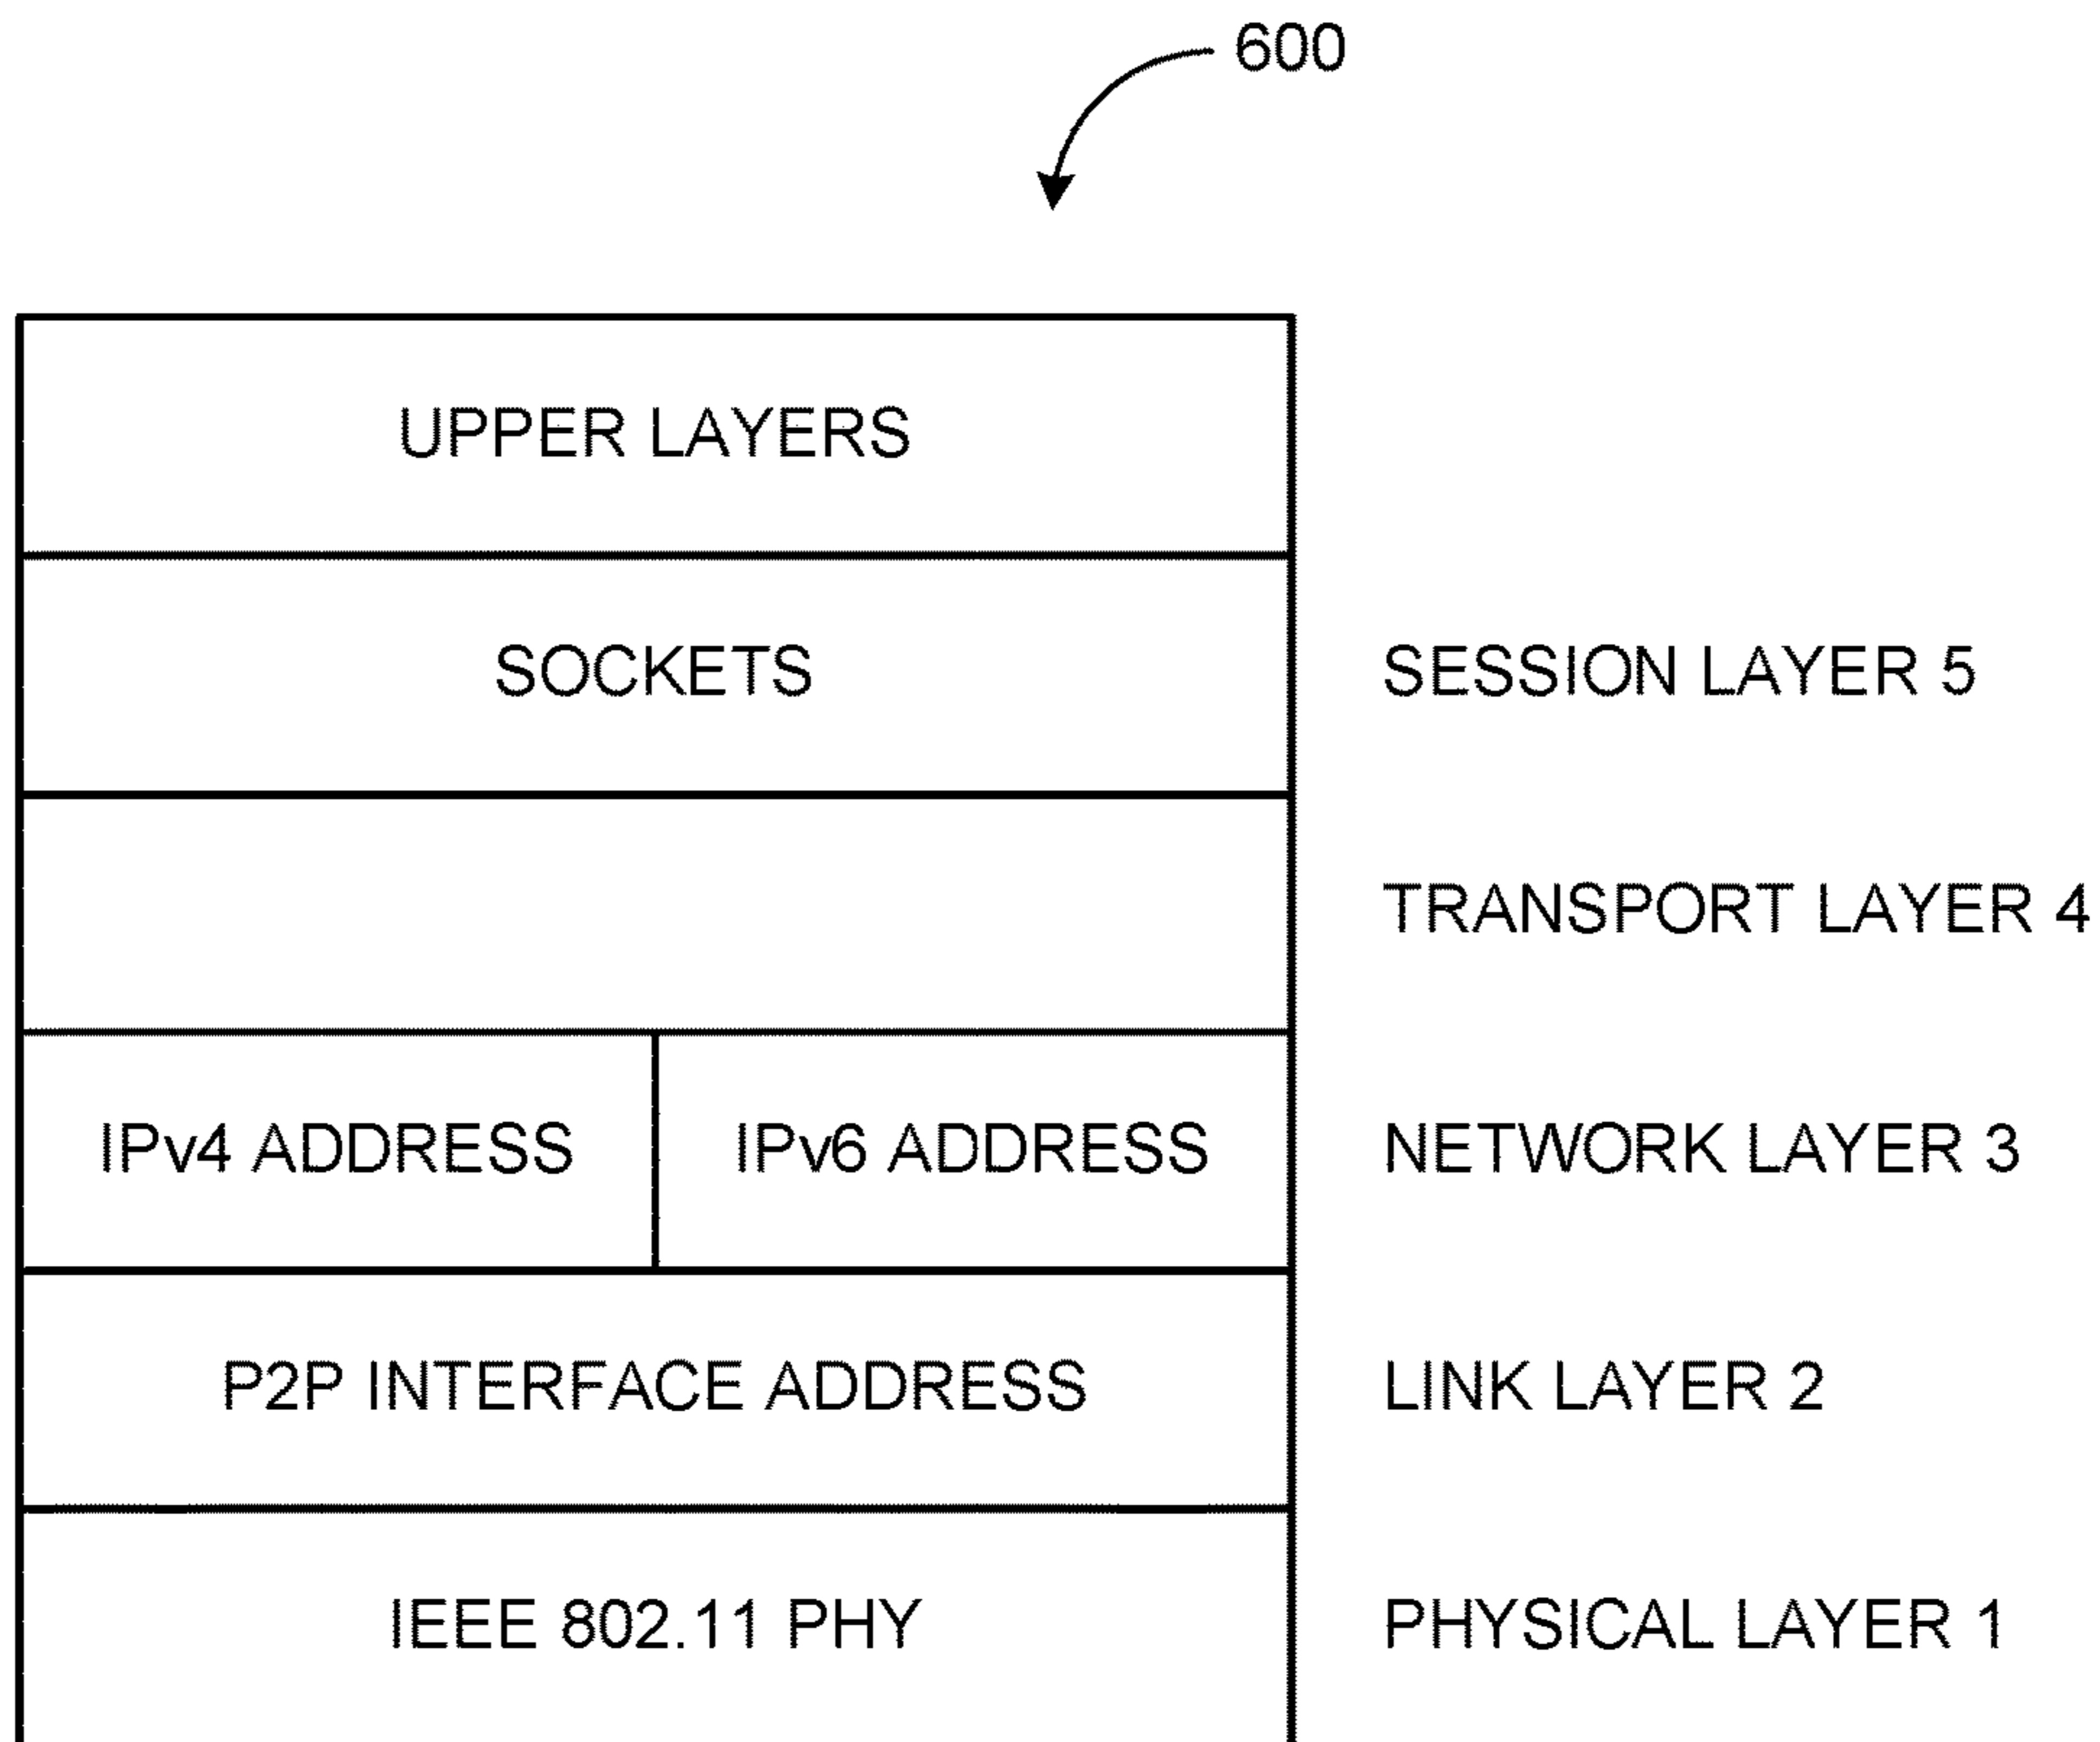 600
UPPER LAYERS
SOCKETS
SESSION LAYER 5
TRANSPORT LAYER 4
IPv4 ADDRESS
IPv6 ADDRESS
NETWORK LAYER 3
P2P INTERFACE ADDRESS
LINK LAYER 2
IEEE 802.11 PHY
PHYSICAL LAYER 1